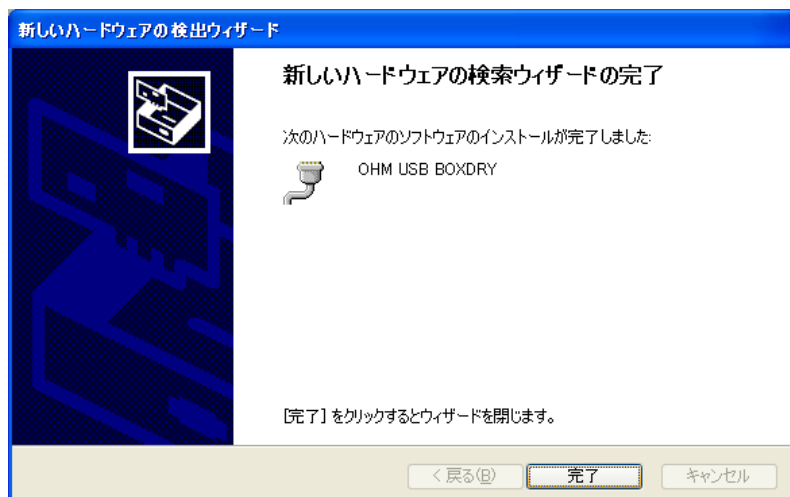 新しいハードウェアの検出ウィザード
新しいハードウェアの検索ウィザードの完了
次のハードウェアのソフトウェアのインストールが完了しました:
OHM USB BOXDRY
[完了] をクリックするとウィザードを閉じます。
< 戻る(B)
完了
キャンセル